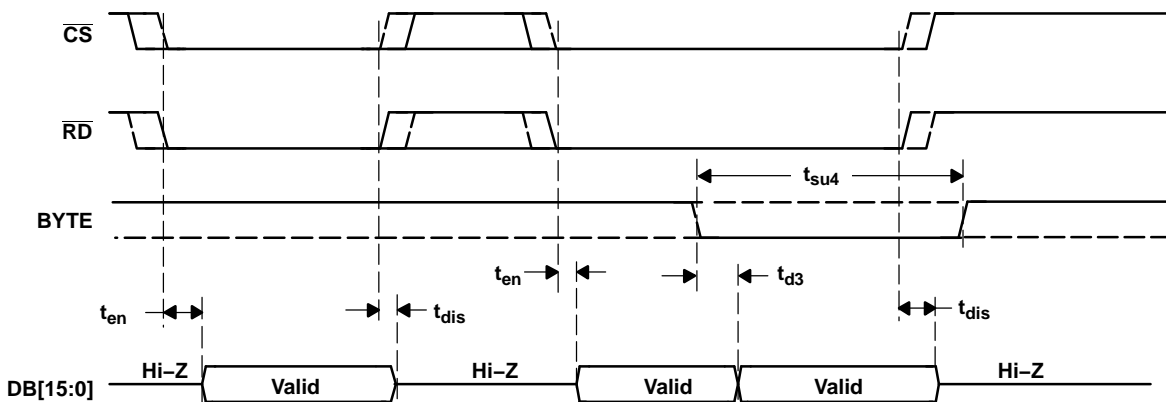 CS
RD
tsu4
BYTE
ten
td3
ten
tdis
tdis
Hi–Z
Hi–Z
Hi–Z
DB[15:0]
Valid
Valid
Valid